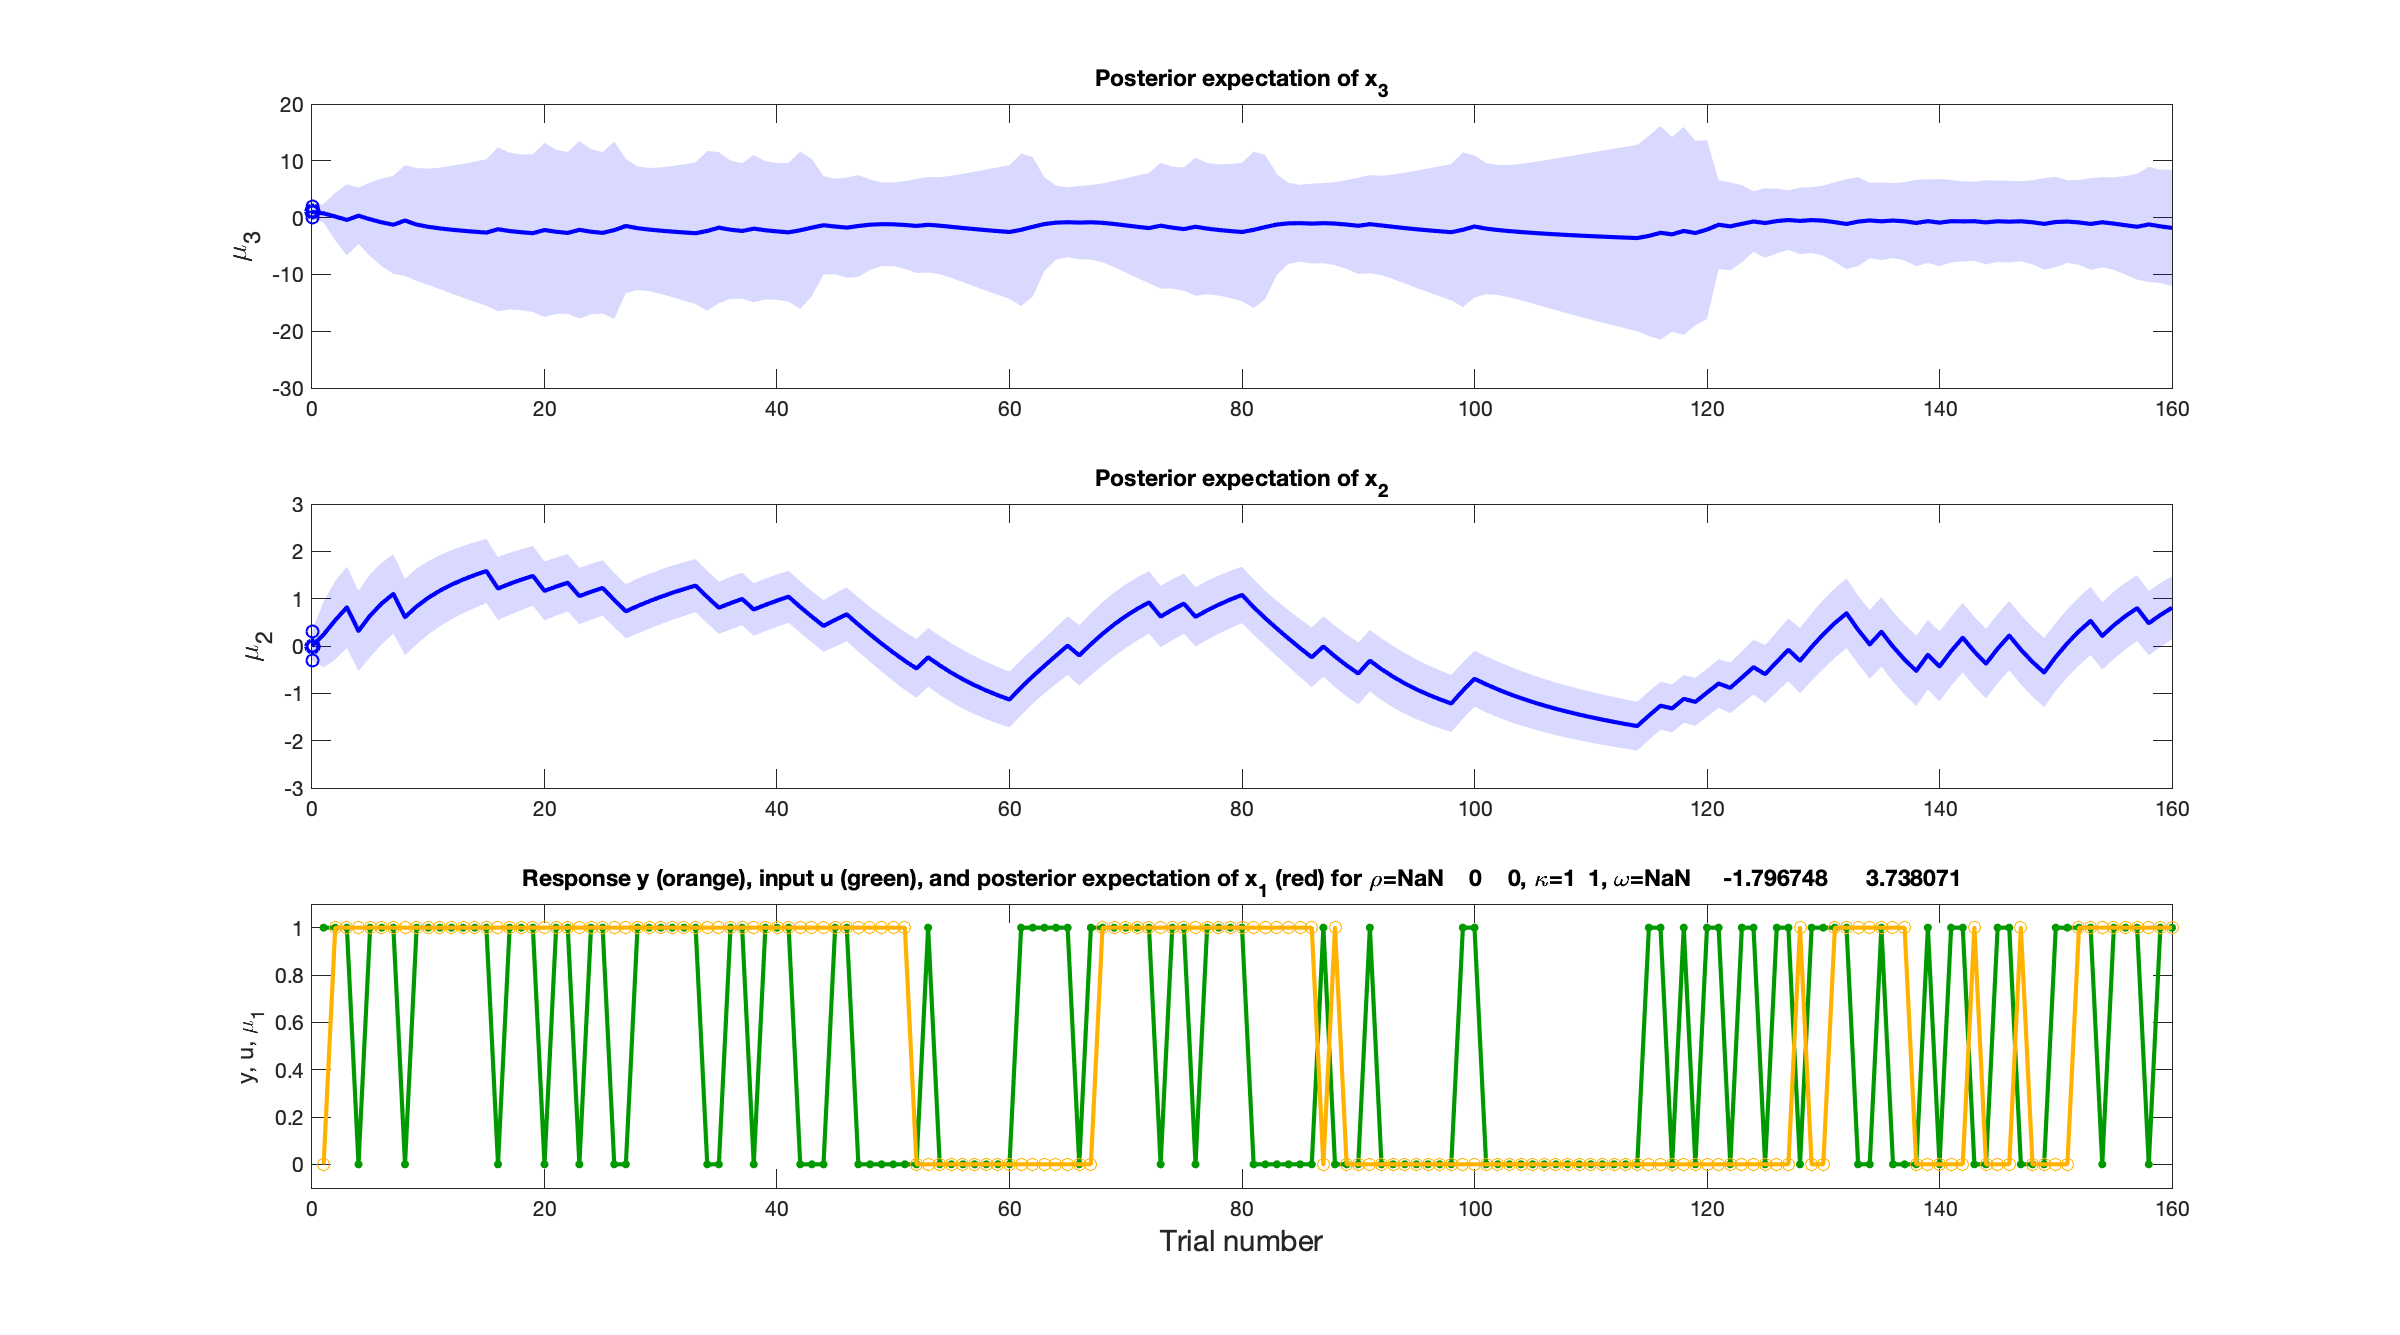 Posterior expectation of x3
20
10
0
-10
-20
-30
μ3
0 20 40 60 80 100 120 140 160
Posterior expectation of x2
3
2
1
0
-1
-2
-3
μ2
0 20 40 60 80 100 120 140 160
Response y (orange), input u (green), and posterior expectation of x1 (red) for ρ=NaN 0 0, κ=1 1, ω=NaN -1.796748 3.738071
1
0.8
0.6
0.4
0.2
0
y, u, μ1
0 20 40 60 80 100 120 140 160
Trial number